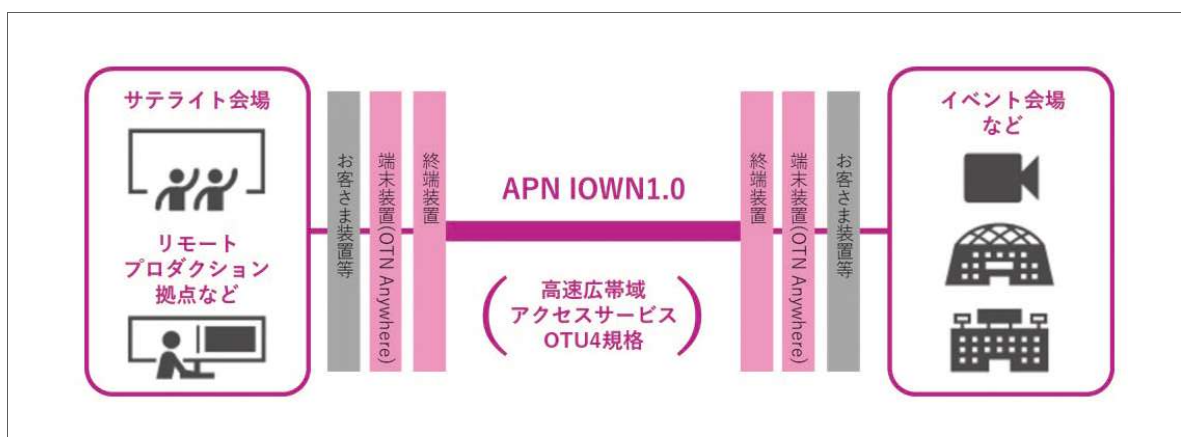 サテライト会場
リモート
プロダクション
拠点など
お客さま装置等
端末装置(OTN Anywhere)
終端装置
APN IOWN1.0
高速広帯域
アクセスサービス
OTU4規格
終端装置
端末装置(OTN Anywhere)
お客さま装置等
イベント会場
など